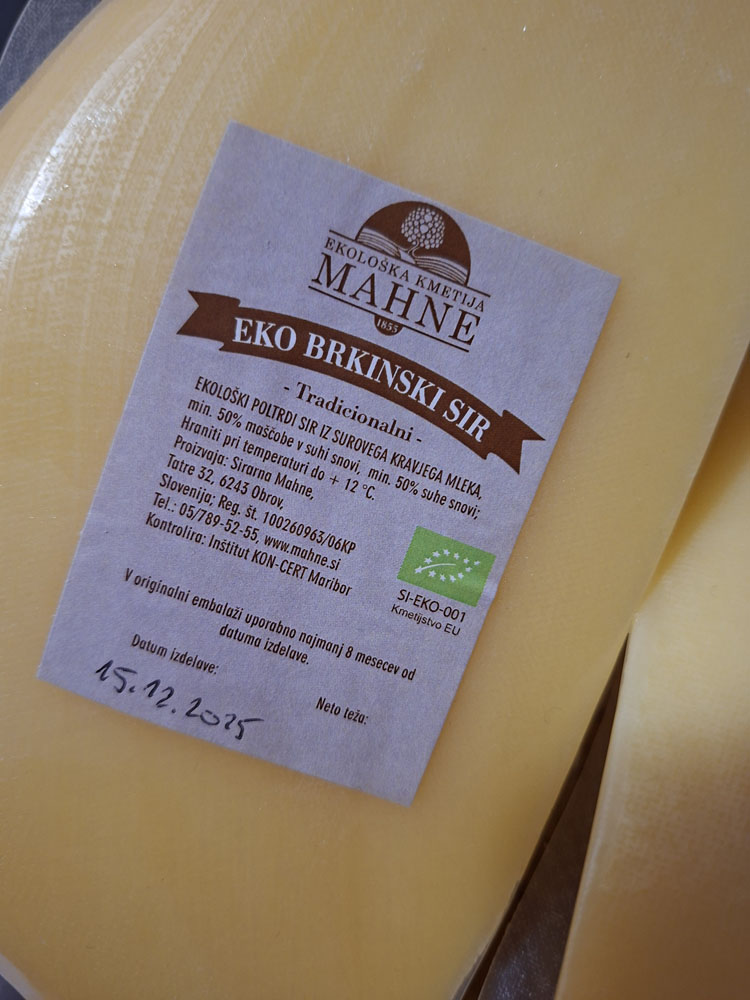 EKOLOŠKA KMETIJA
MAHNE
1855
EKO BRKINSKI SIR
- Tradicionalni -
EKOLOŠKI POLTRDI SIR IZ SUROVEGA KRAVJEGA MLEKA,
min. 50% maščobe v suhi snovi, min. 50% suhe snovi;
Hraniti pri temperaturi do + 12 °C.
Proizvaja: Sirarna Mahne,
Tatre 32, 6243 Obrov,
Slovenija; Reg. št. 100260963/06KP
Tel.: 05/789-52-55, www.mahne.si
Kontrolira: Inštitut KON-CERT Maribor
SI-EKO-001
Kmetijstvo EU
V originalni embalaži uporabno najmanj 8 mesecev od
datuma izdelave.
Datum izdelave:
15.12.2025
Neto teža: